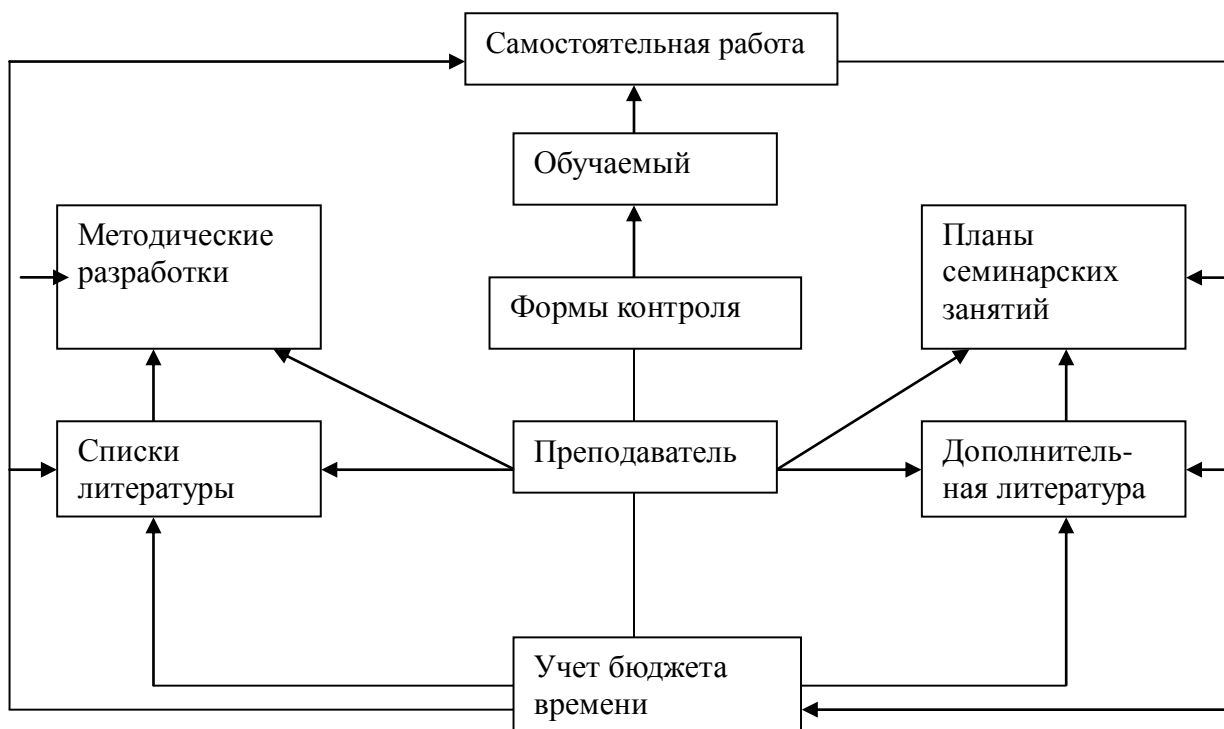 Самостоятельная работа
Обучаемый
Методические
разработки
Формы контроля
Планы
семинарских
занятий
Списки
литературы
Преподаватель
Дополнитель-
ная литература
Учет бюджета
времени